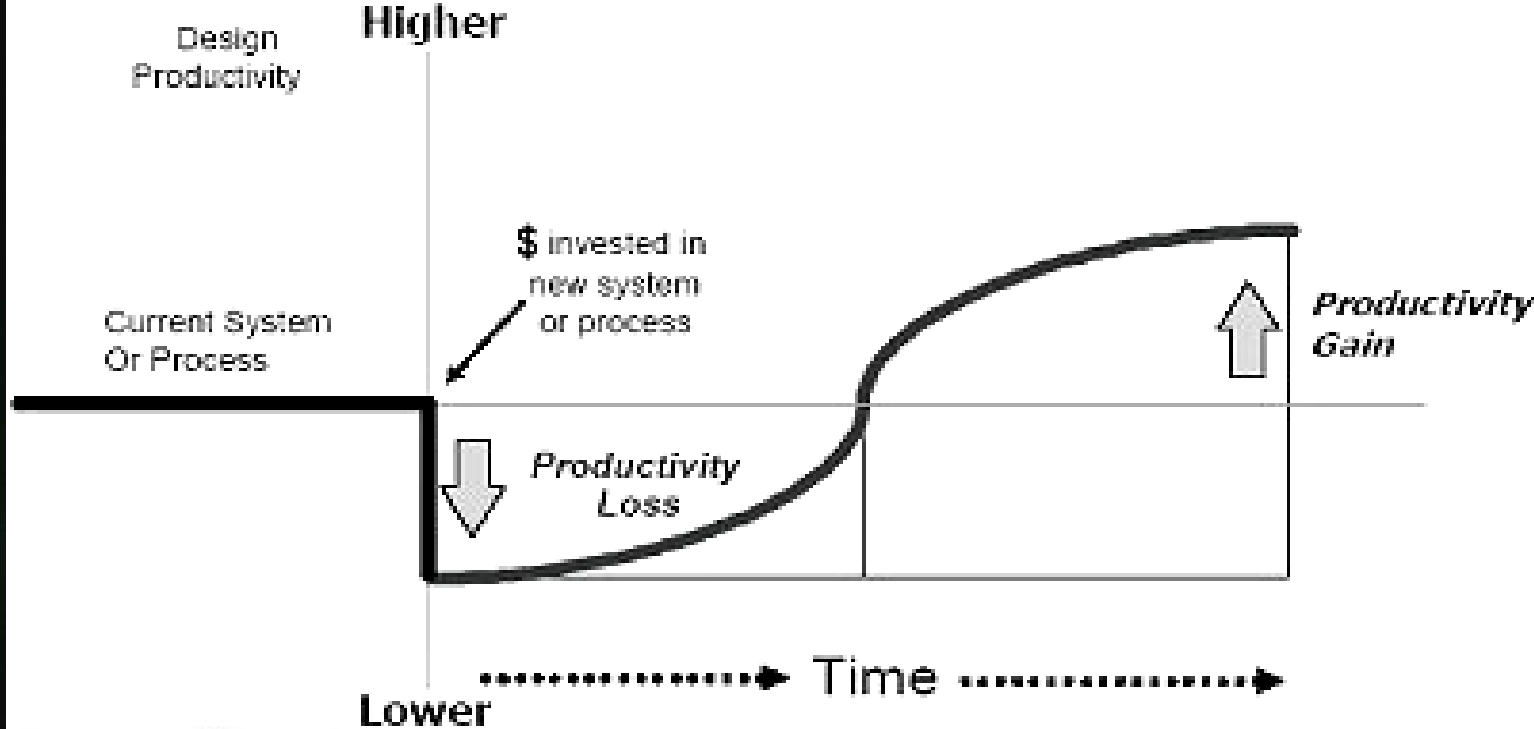 Higher
Design
Productivity
$ invested in
new system
or process
Current System
Or Process
Productivity
Gain
Productivity
Loss
Time
Lower